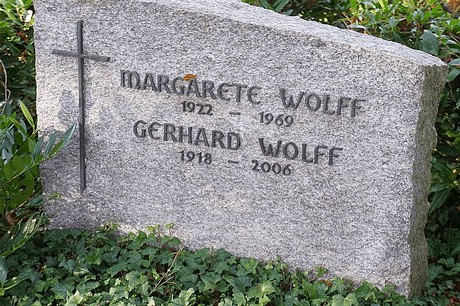 MARGARETE WOLFF
1922 – 1969
GERHARD WOLFF
1918 – 2006